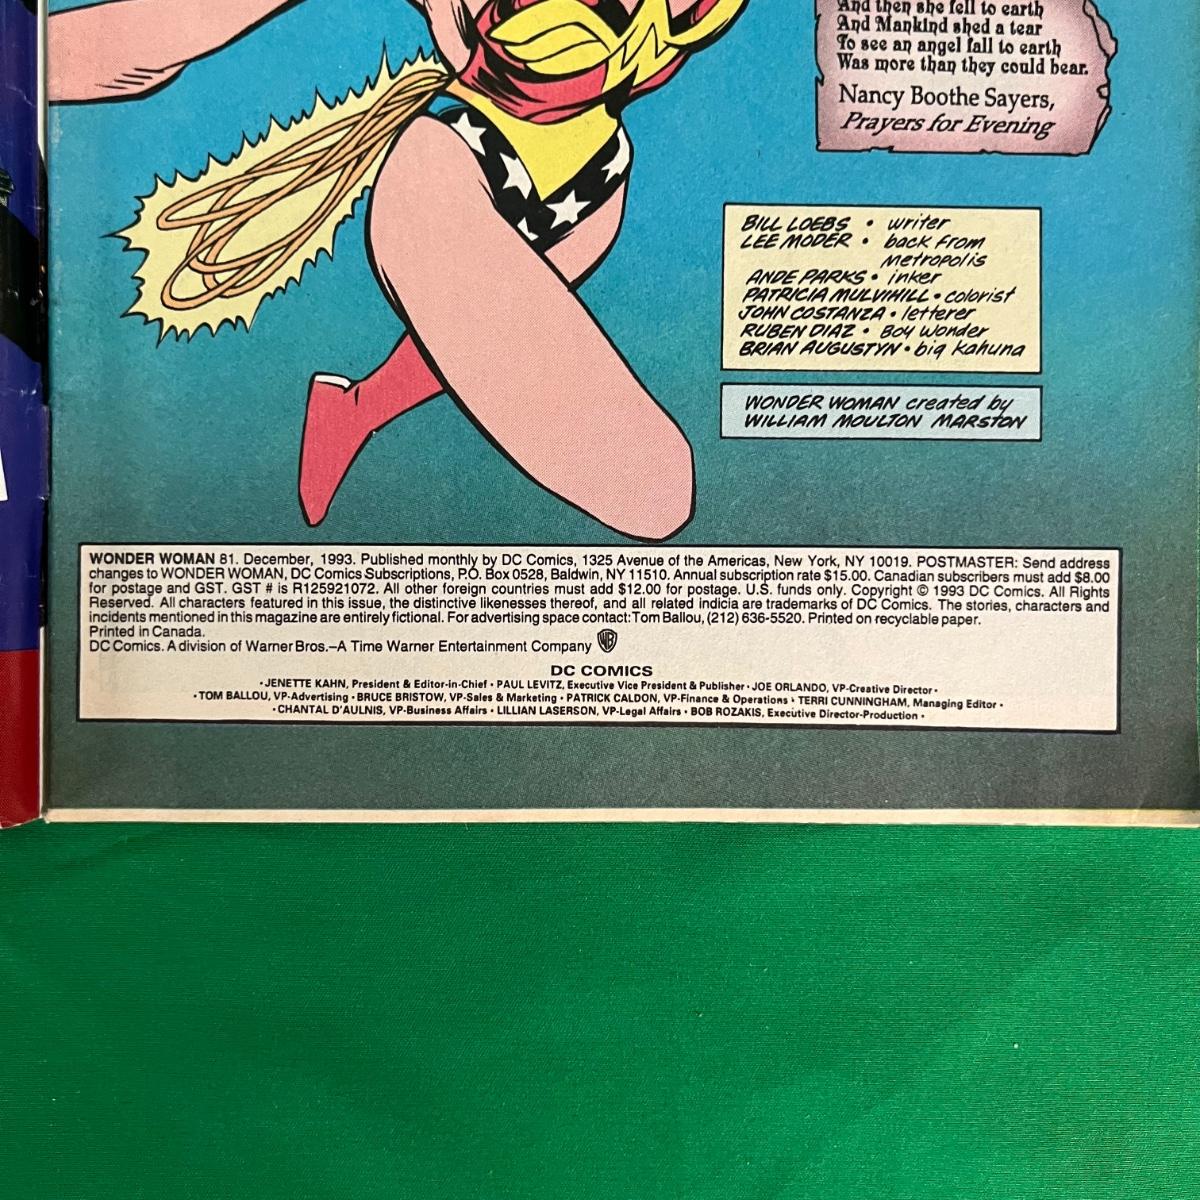 And then she fell to earth
And Mankind shed a tear
To see an angel fall to earth
Was more than they could bear.
Nancy Boothe Sayers,
Prayers for Evening
BILL LOEBS • writer
LEE MODER • back from
metropolis
ANDE PARKS • inker
PATRICIA MULVIHILL • colorist
JOHN COSTANZA • letterer
RUBEN DIAZ • Boy Wonder
BRIAN AUGUSTYN • big kahuna
WONDER WOMAN created by
WILLIAM MOULTON MARSTON
WONDER WOMAN 81. December, 1993. Published monthly by DC Comics, 1325 Avenue of the Americas, New York, NY 10019. POSTMASTER: Send address
changes to WONDER WOMAN, DC Comics Subscriptions, P.O. Box 0528, Baldwin, NY 11510. Annual subscription rate $15.00. Canadian subscribers must add $8.00
for postage and GST. GST # is R125921072. All other foreign countries must add $12.00 for postage. U.S. funds only. Copyright © 1993 DC Comics. All Rights
Reserved. All characters featured in this issue, the distinctive likenesses thereof, and all related indicia are trademarks of DC Comics. The stories, characters and
incidents mentioned in this magazine are entirely fictional. For advertising space contact: Tom Ballou, (212) 636-5520. Printed on recyclable paper.
Printed in Canada.
DC Comics. A division of Warner Bros.–A Time Warner Entertainment Company WB
DC COMICS
• JENETTE KAHN, President & Editor-in-Chief • PAUL LEVITZ, Executive Vice President & Publisher • JOE ORLANDO, VP-Creative Director •
• TOM BALLOU, VP-Advertising • BRUCE BRISTOW, VP-Sales & Marketing • PATRICK CALDON, VP-Finance & Operations • TERRI CUNNINGHAM, Managing Editor •
• CHANTAL D'AULNIS, VP-Business Affairs • LILLIAN LASERSON, VP-Legal Affairs • BOB ROZAKIS, Executive Director-Production •